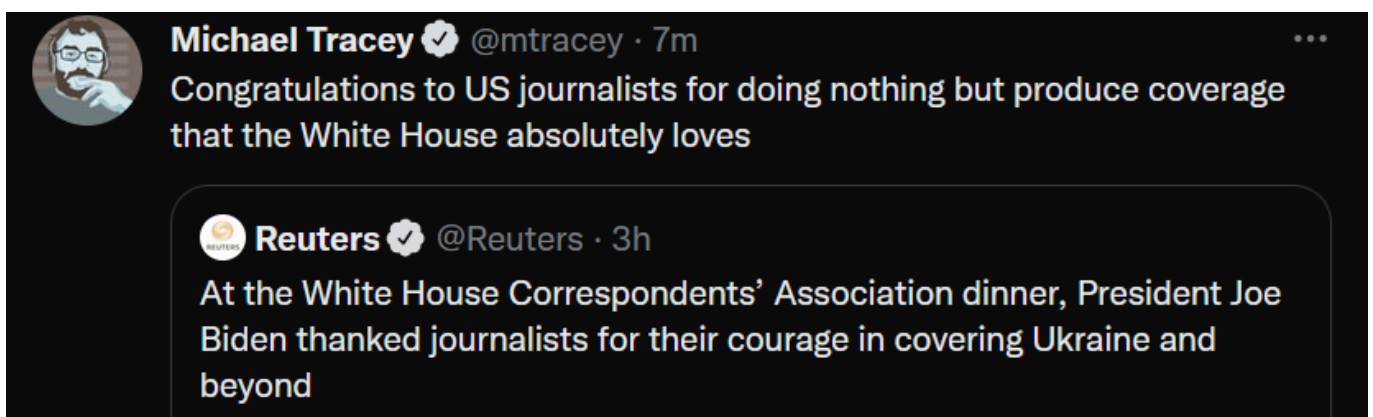 Michael Tracey @mtracey · 7m
Congratulations to US journalists for doing nothing but produce coverage
that the White House absolutely loves
REUTERS
Reuters @Reuters · 3h
At the White House Correspondents’ Association dinner, President Joe
Biden thanked journalists for their courage in covering Ukraine and
beyond